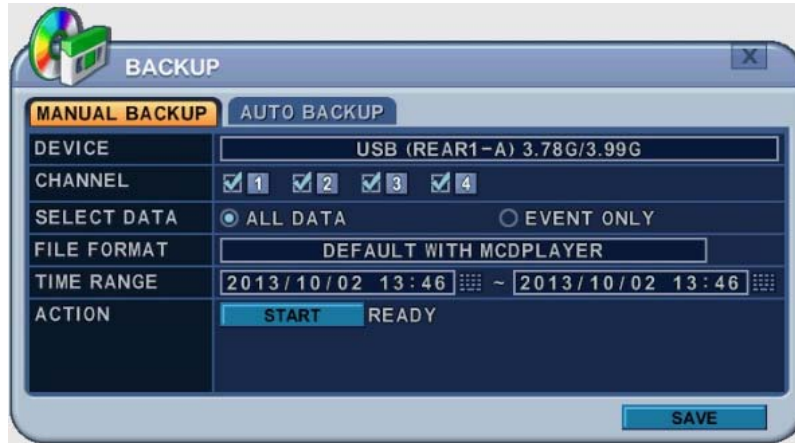 BACKUP
X
MANUAL BACKUP AUTO BACKUP
DEVICE USB (REAR1-A) 3.78G/3.99G
CHANNEL 1 2 3 4
SELECT DATA ALL DATA EVENT ONLY
FILE FORMAT DEFAULT WITH MCDPLAYER
TIME RANGE 2013/10/02 13:46 ~ 2013/10/02 13:46
ACTION START READY
SAVE